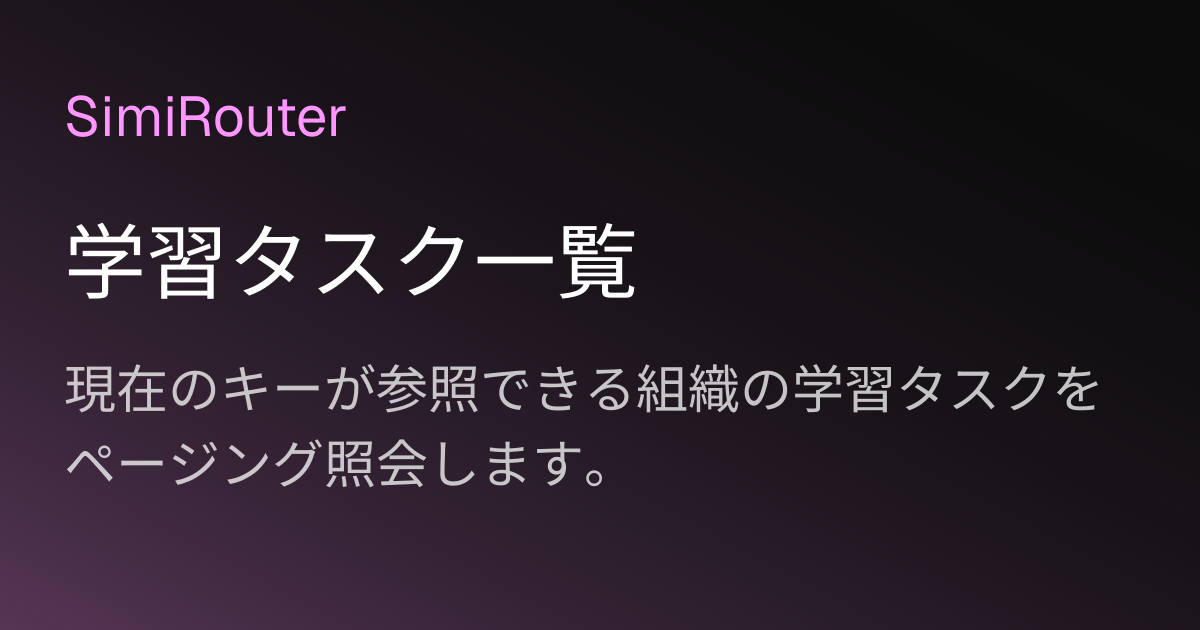 SimiRouter
学習タスク一覧
現在のキーが参照できる組織の学習タスクを
ページング照会します。